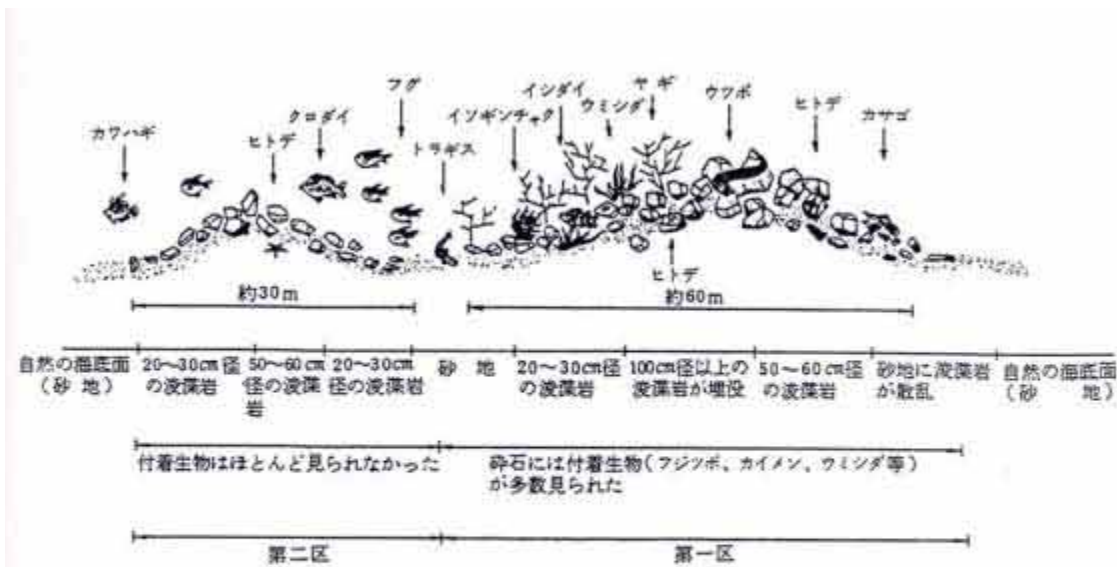 カワハギ
ヒトデ
クロダイ
フグ
トラギス
イソギンチャク
イシダイ
ウミシダ
ヤギ
ウツボ
ヒトデ
カサゴ
ヒトデ
約30m
約60m
自然の海底面
(砂 地)
20〜30cm径
の浚藻岩
50〜60cm
径の浚藻
岩
20〜30cm
径の浚藻岩
砂 地
20〜30cm径
の浚藻岩
100cm径以上の
浚藻岩が埋没
50〜60cm径
の浚藻岩
砂地に浚藻岩
が散乱
自然の海底面
(砂 地)
付着生物はほとんど見られなかった
砕石には付着生物(フジツボ、カイメン、ウミシダ等)
が多数見られた
第二区
第一区